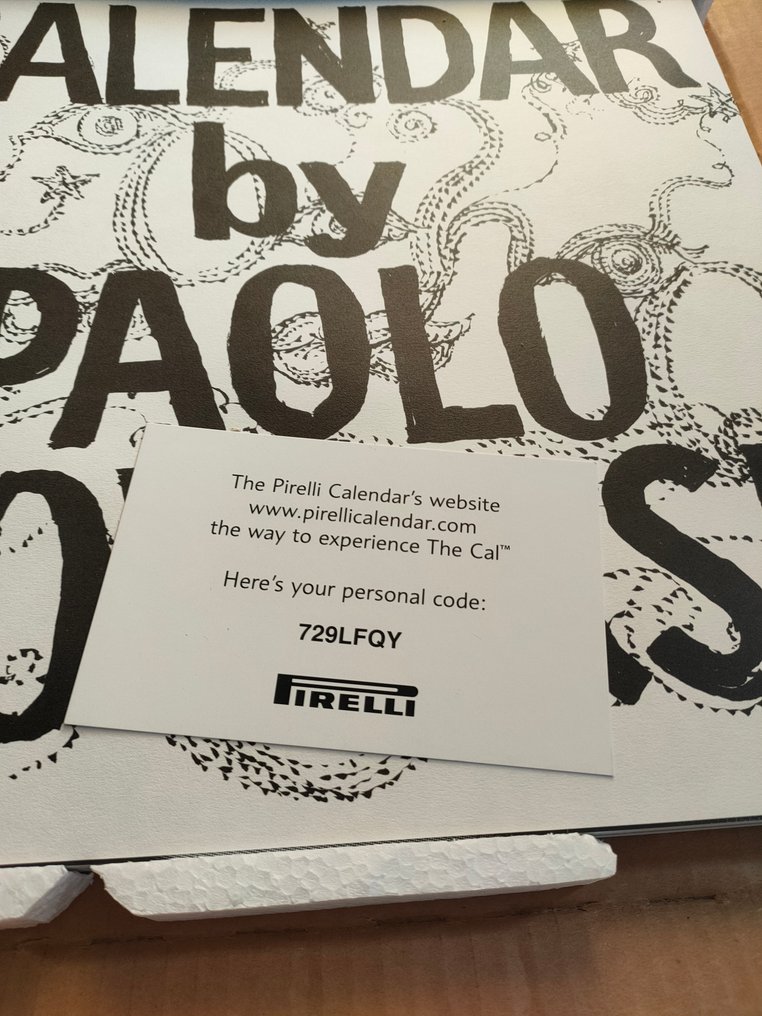 ALENDAR
by
PAOLO
The Pirelli Calendar's website
www.pirellicalendar.com
the way to experience The Cal™
Here's your personal code:
729LFQY
PIRELLI